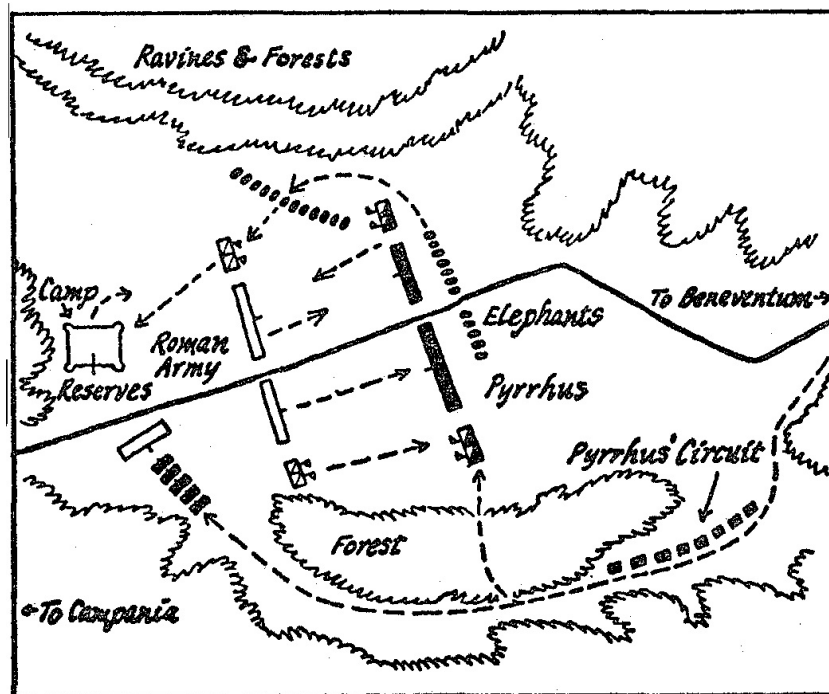 Ravines & Forests
Camp
To Beneventum
Elephants
Roman
Army
Reserves
Pyrrhus
Pyrrhus' Circuit
Forest
To Campania